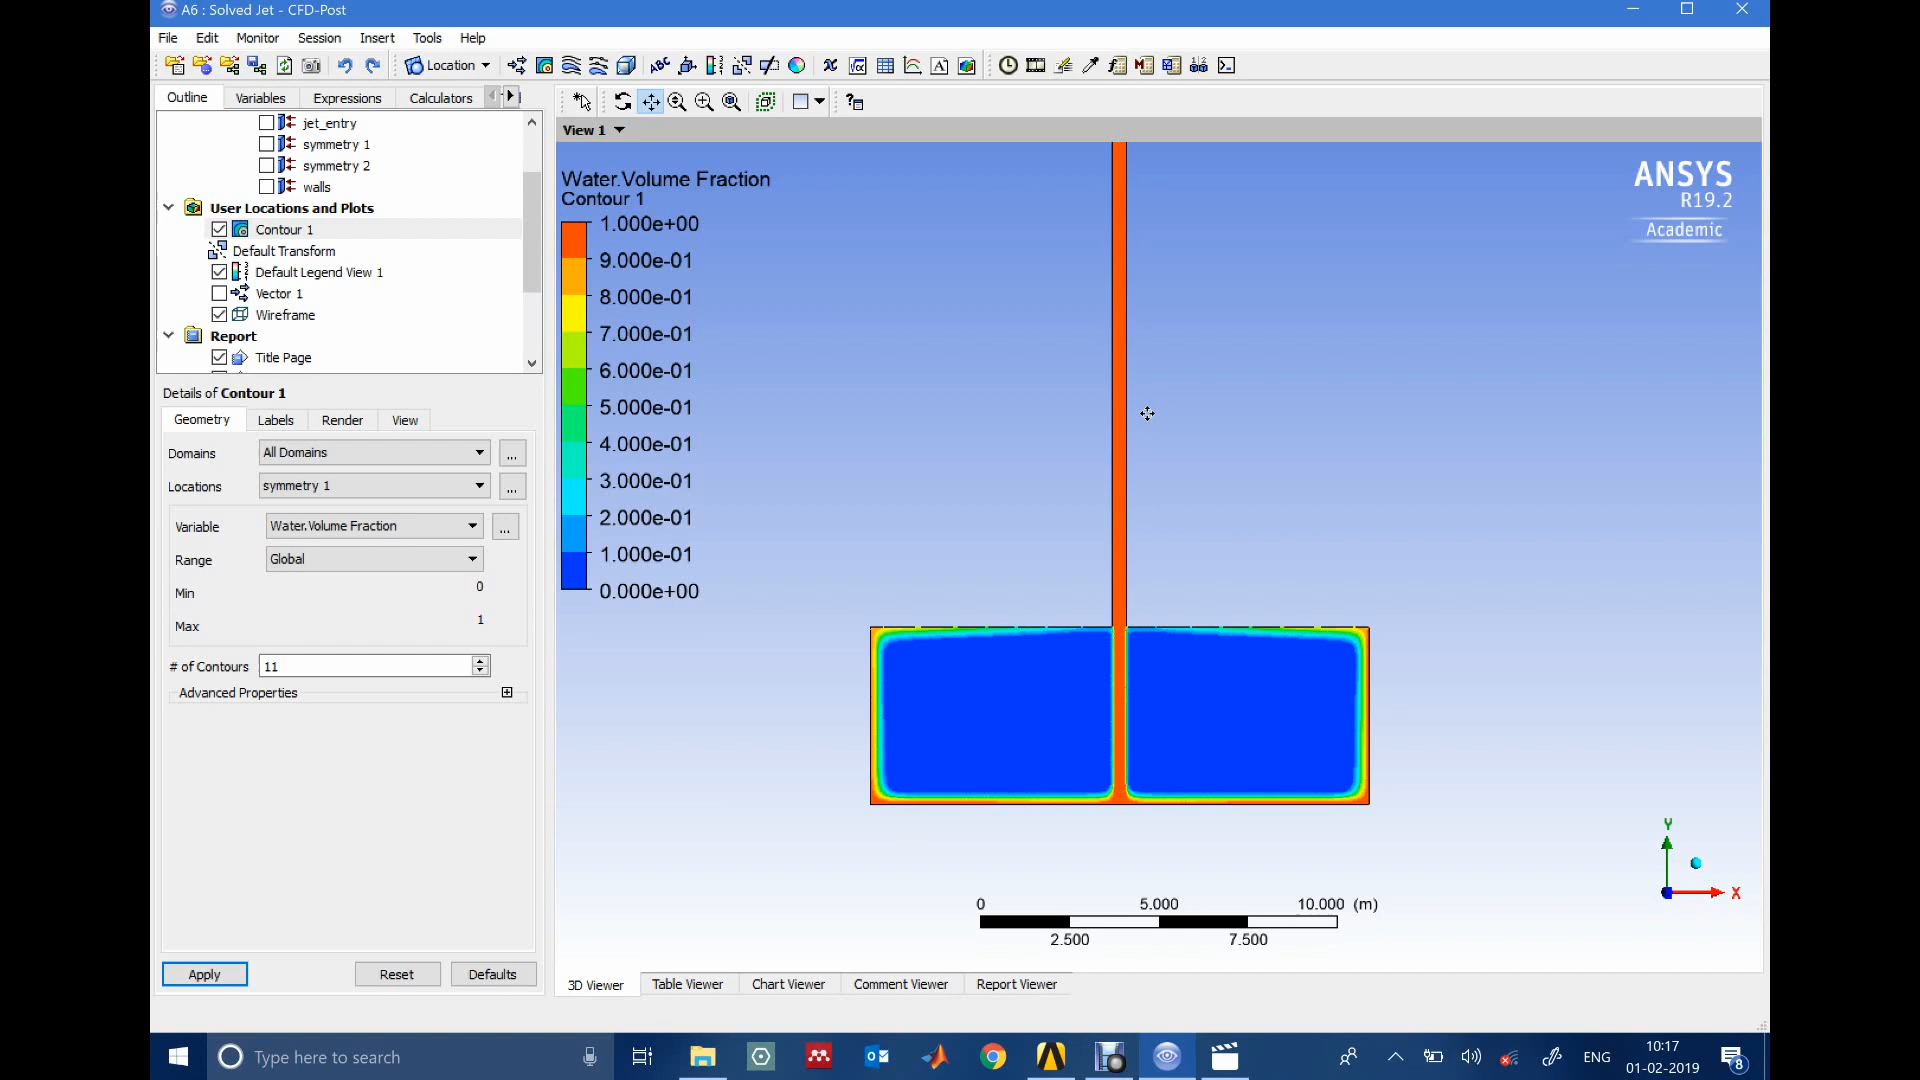 A6 : Solved Jet - CFD-Post
File Edit Monitor Session Insert Tools Help
Location
Outline Variables Expressions Calculators
View 1
jet_entry
symmetry 1
symmetry 2
walls
User Locations and Plots
Contour 1
Default Transform
Default Legend View 1
Vector 1
Wireframe
Report
Title Page
Details of Contour 1
Geometry Labels Render View
Domains All Domains ...
Locations symmetry 1 ...
Variable Water.Volume Fraction ...
Range Global
Min 0
Max 1
# of Contours 11
Advanced Properties
Apply Reset Defaults
Water.Volume Fraction
Contour 1
1.000e+00
9.000e-01
8.000e-01
7.000e-01
6.000e-01
5.000e-01
4.000e-01
3.000e-01
2.000e-01
1.000e-01
0.000e+00
ANSYS
R19.2
Academic
Y
X
0 5.000 10.000 (m)
2.500 7.500
3D Viewer Table Viewer Chart Viewer Comment Viewer Report Viewer
Type here to search
ENG
10:17
01-02-2019
8